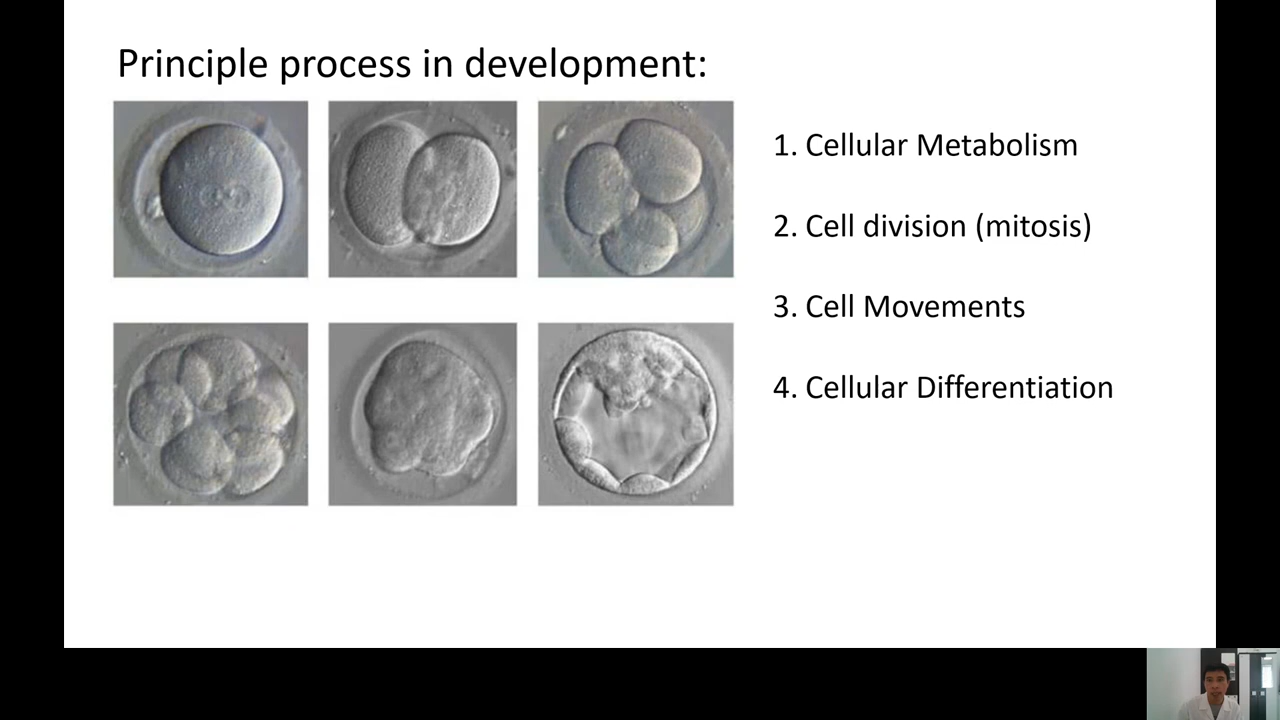 Principle process in development:
1. Cellular Metabolism
2. Cell division (mitosis)
3. Cell Movements
4. Cellular Differentiation